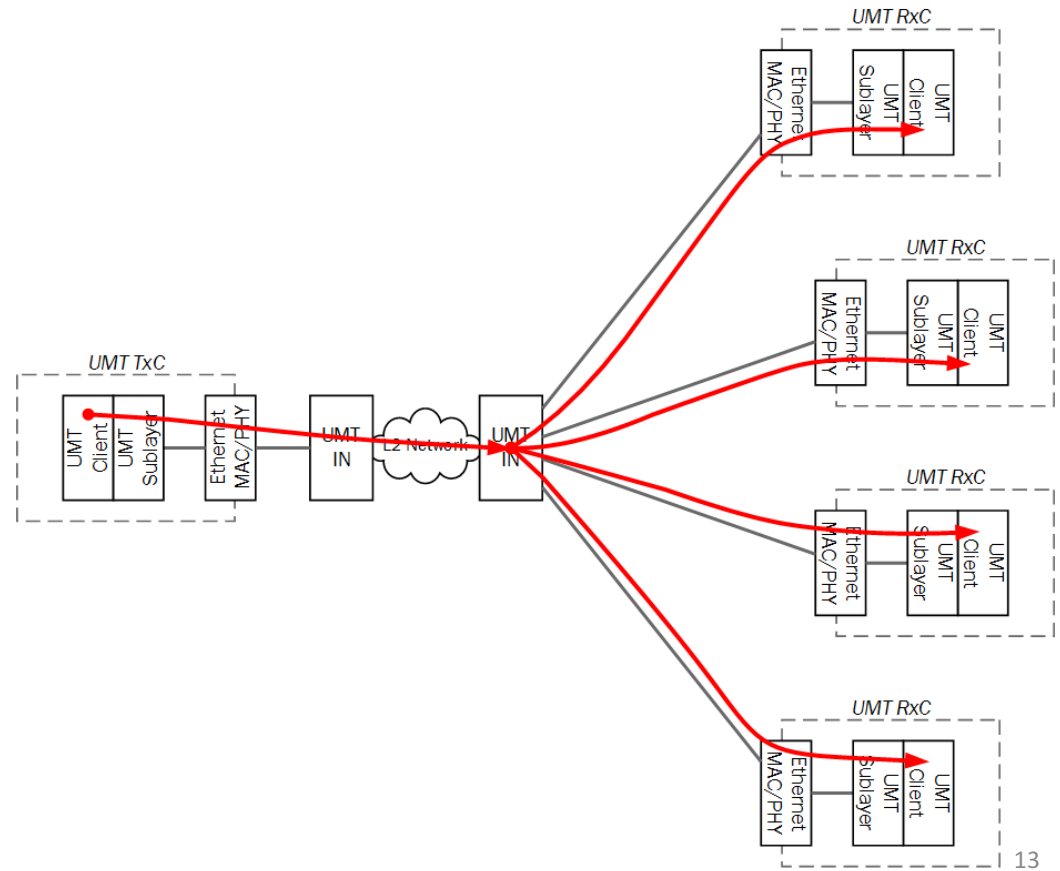 UMT RxC
Ethernet
MAC/PHY
UMT
Sublayer
UMT
Client
UMT RxC
Ethernet
MAC/PHY
UMT
Sublayer
UMT
Client
UMT TxC
UMT
Client
UMT
Sublayer
Ethernet
MAC/PHY
UMT
IN
L2 Network
UMT
IN
UMT RxC
Ethernet
MAC/PHY
UMT
Sublayer
UMT
Client
UMT RxC
Ethernet
MAC/PHY
UMT
Sublayer
UMT
Client
13